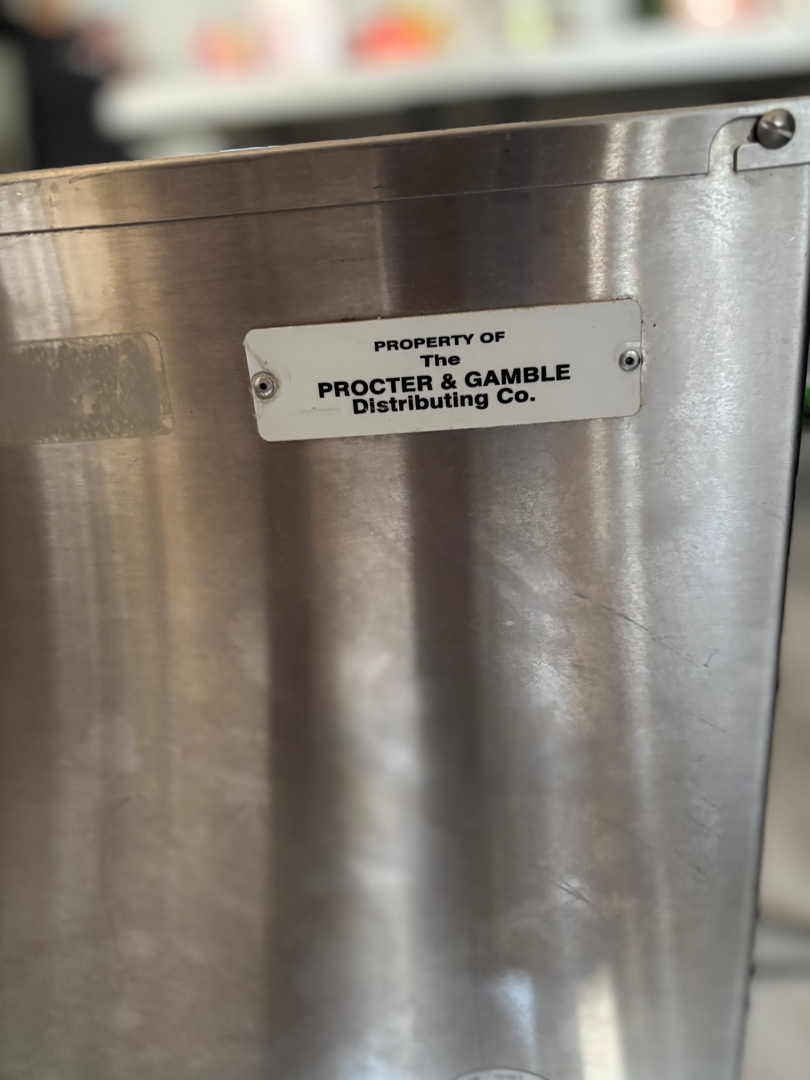 PROPERTY OF
The
PROCTER & GAMBLE
Distributing Co.